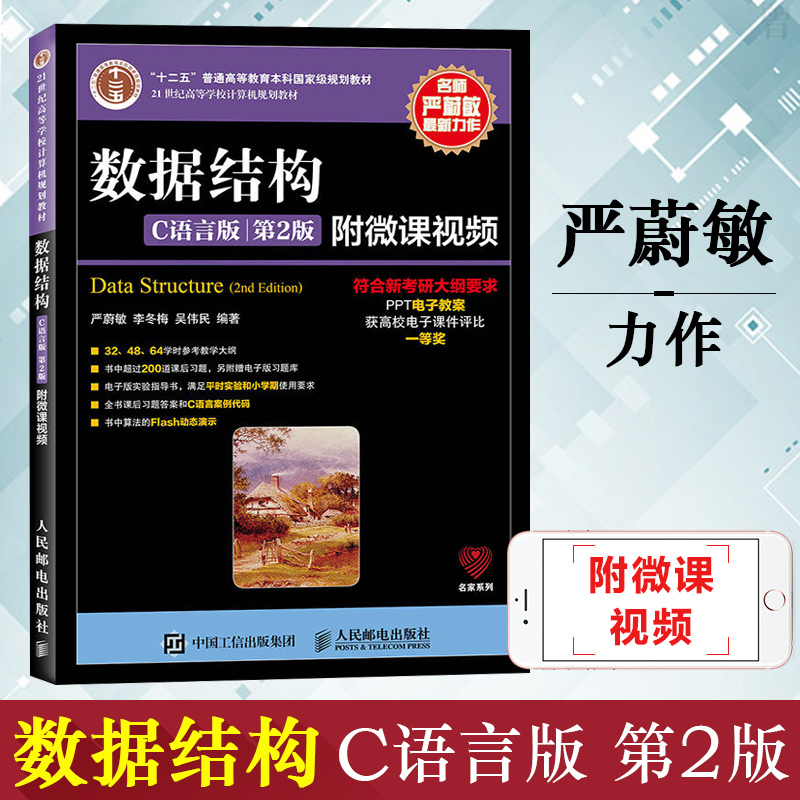 21世纪高等学校计算机规划教材
数据结构
C语言版 第2版
附微课视频
人民邮电出版社
“十二五”普通高等教育本科国家级规划教材
21世纪高等学校计算机规划教材
名师
严蔚敏
最新力作
数据结构
C语言版|第2版
附微课视频
Data Structure (2nd Edition)
严蔚敏 李冬梅 吴伟民 编著
符合新考研大纲要求
PPT电子教案
获高校电子课件评比
一等奖
■ 32、48、64学时参考教学大纲
■ 书中超过200道课后习题，另附赠电子版习题库
■ 电子版实验指导书，满足平时实验和小学期使用要求
■ 全书课后习题答案和C语言案例代码
■ 书中算法的Flash动态演示
名家系列
中国工信出版集团
人民邮电出版社
POSTS & TELECOM PRESS
严蔚敏
力作
附微课
视频
数据结构 C语言版 第2版